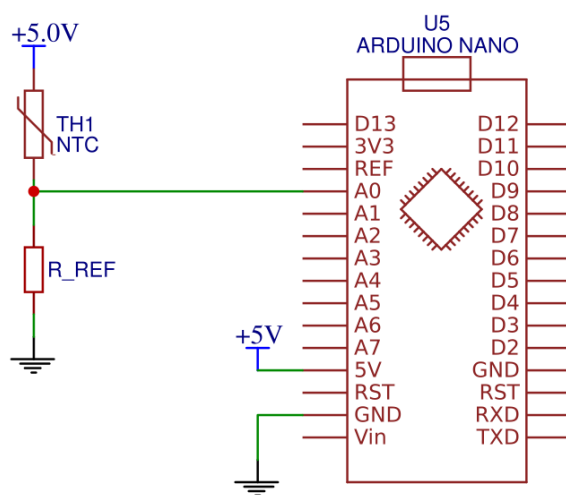 +5.0V
TH1
NTC
R_REF
+5V
U5
ARDUINO NANO
D13
3V3
REF
A0
A1
A2
A3
A4
A5
A6
A7
5V
RST
GND
Vin
D12
D11
D10
D9
D8
D7
D6
D5
D4
D3
D2
GND
RST
RXD
TXD